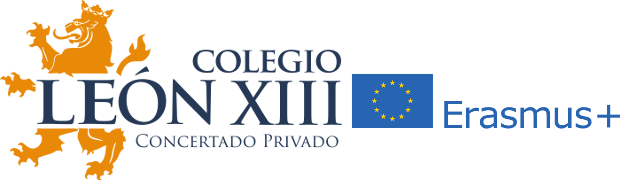 COLEGIO
LEÓN XIII
CONCERTADO PRIVADO
Erasmus+